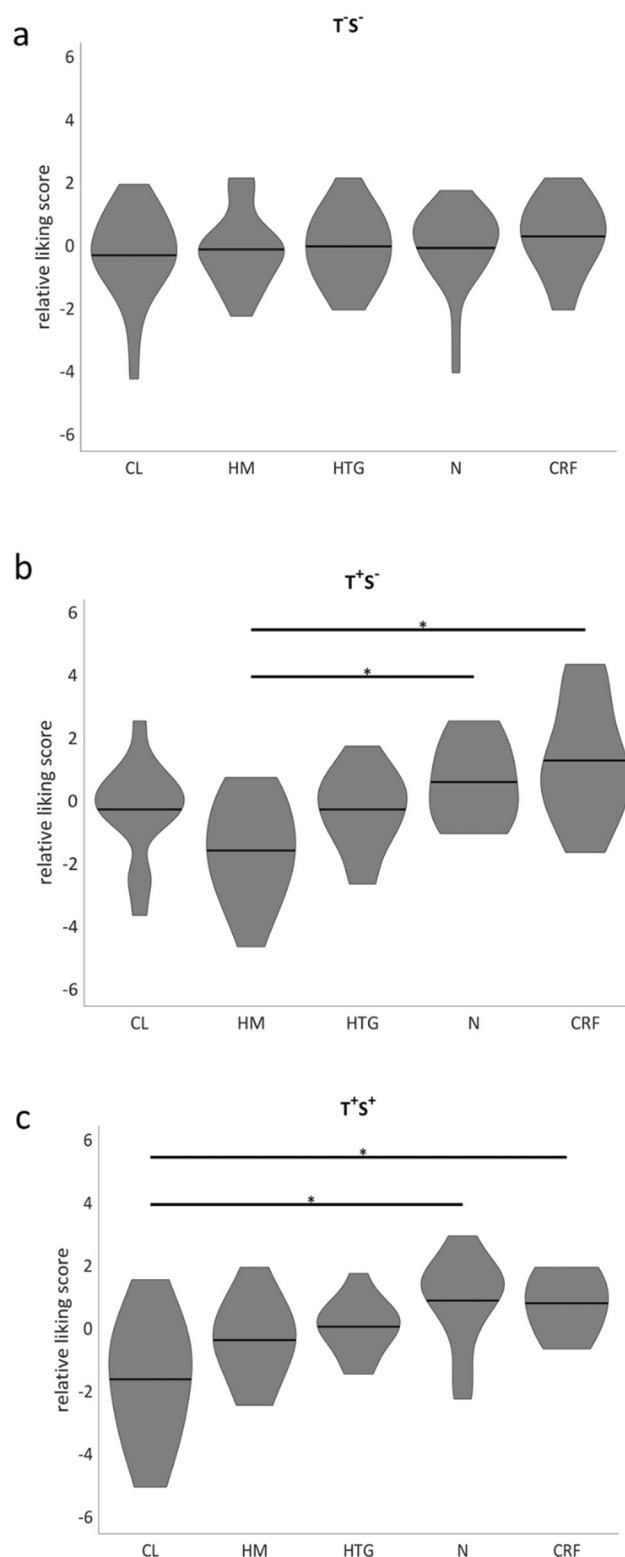 a
T⁻S⁻
6
4
2
0
-2
-4
-6
relative liking score
CL HM HTG N CRF
b
T⁺S⁻
6
4
2
0
-2
-4
-6
relative liking score
*
*
CL HM HTG N CRF
c
T⁺S⁺
6
4
2
0
-2
-4
-6
relative liking score
*
*
CL HM HTG N CRF